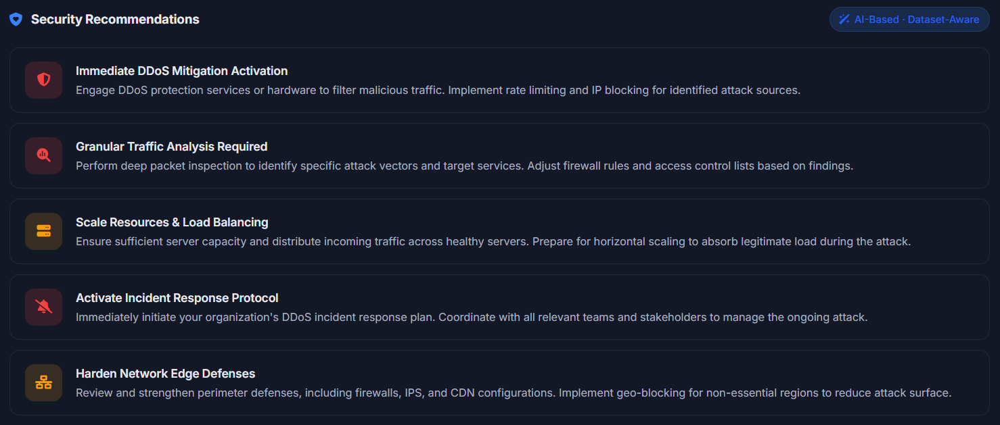 Security Recommendations
AI-Based · Dataset-Aware
Immediate DDoS Mitigation Activation
Engage DDoS protection services or hardware to filter malicious traffic. Implement rate limiting and IP blocking for identified attack sources.
Granular Traffic Analysis Required
Perform deep packet inspection to identify specific attack vectors and target services. Adjust firewall rules and access control lists based on findings.
Scale Resources & Load Balancing
Ensure sufficient server capacity and distribute incoming traffic across healthy servers. Prepare for horizontal scaling to absorb legitimate load during the attack.
Activate Incident Response Protocol
Immediately initiate your organization's DDoS incident response plan. Coordinate with all relevant teams and stakeholders to manage the ongoing attack.
Harden Network Edge Defenses
Review and strengthen perimeter defenses, including firewalls, IPS, and CDN configurations. Implement geo-blocking for non-essential regions to reduce attack surface.